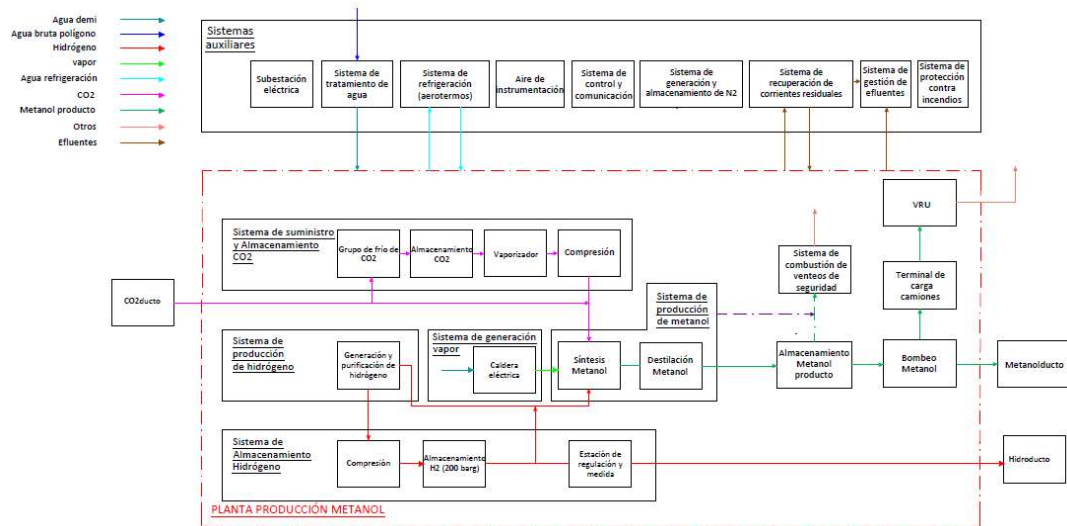 Agua demi
Agua bruta polígono
Hidrógeno
vapor
Agua refrigeración
CO2
Metanol producto
Otros
Efluentes
Sistemas
auxiliares
Subestación
eléctrica
Sistema de
tratamiento de
agua
Sistema de
refrigeración
(aerotermos)
Aire de
instrumentación
Sistema de
control y
comunicación
Sistema de
generación y
almacenamiento de N2
Sistema de
recuperación de
corrientes residuales
Sistema de
gestión de
efluentes
Sistema de
protección
contra
incendios
Sistema de suministro
y Almacenamiento
CO2
Grupo de frío de
CO2
Almacenamiento
CO2
Vaporizador
Compresión
CO2ducto
Sistema de
producción
de hidrógeno
Generación y
purificación de
hidrógeno
Sistema de generación
vapor
Caldera
eléctrica
Sistema de
producción
de metanol
Síntesis
Metanol
Destilación
Metanol
Sistema de
combustión de
venteos de
seguridad
VRU
Terminal de
carga
camiones
Almacenamiento
Metanol
producto
Bombeo
Metanol
Metanolducto
Sistema de
Almacenamiento
Hidrógeno
Compresión
Almacenamiento
H2 (200 barg)
Estación de
regulación y
medida
Hidroducto
PLANTA PRODUCCIÓN METANOL